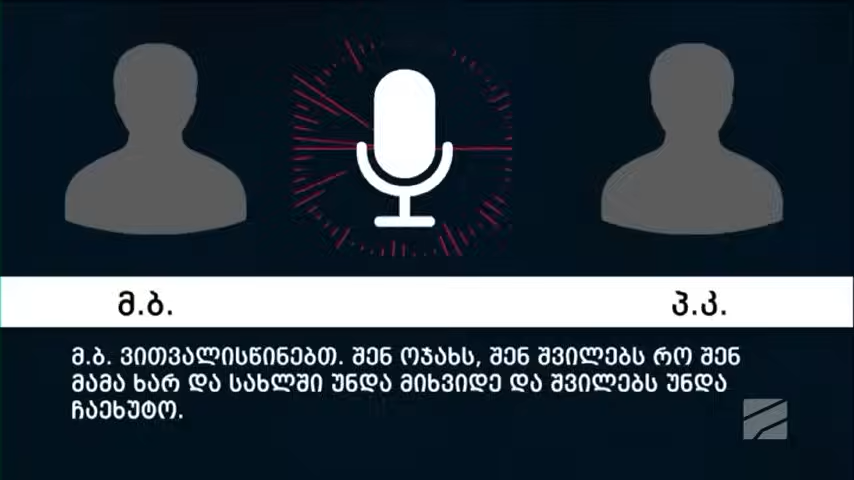 მ.ბ.
პ.კ.
მ.ბ. ვითვალისწინებთ. შენ ოჯახს, შენ შვილებს რო შენ
მამა ხარ და სახლში უნდა მიხვიდე და შვილებს უნდა
ჩაეხუტო.